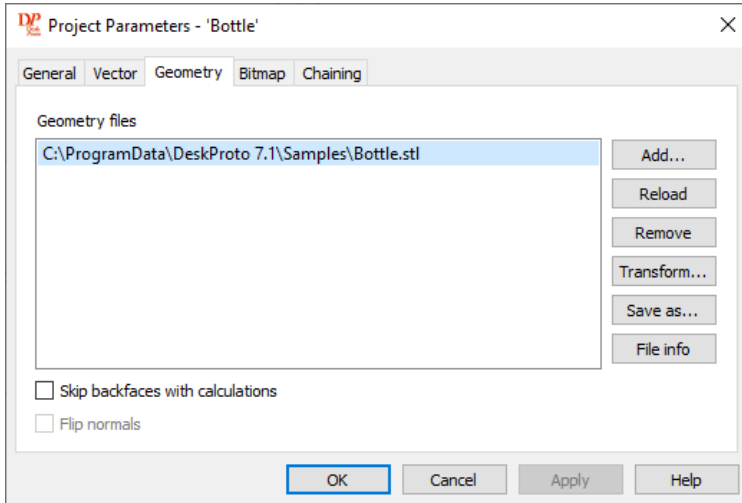 DP Project Parameters - 'Bottle'
General Vector Geometry Bitmap Chaining
Geometry files
C:\ProgramData\DeskProto 7.1\Samples\Bottle.stl
Add...
Reload
Remove
Transform...
Save as...
File info
Skip backfaces with calculations
Flip normals
OK Cancel Apply Help